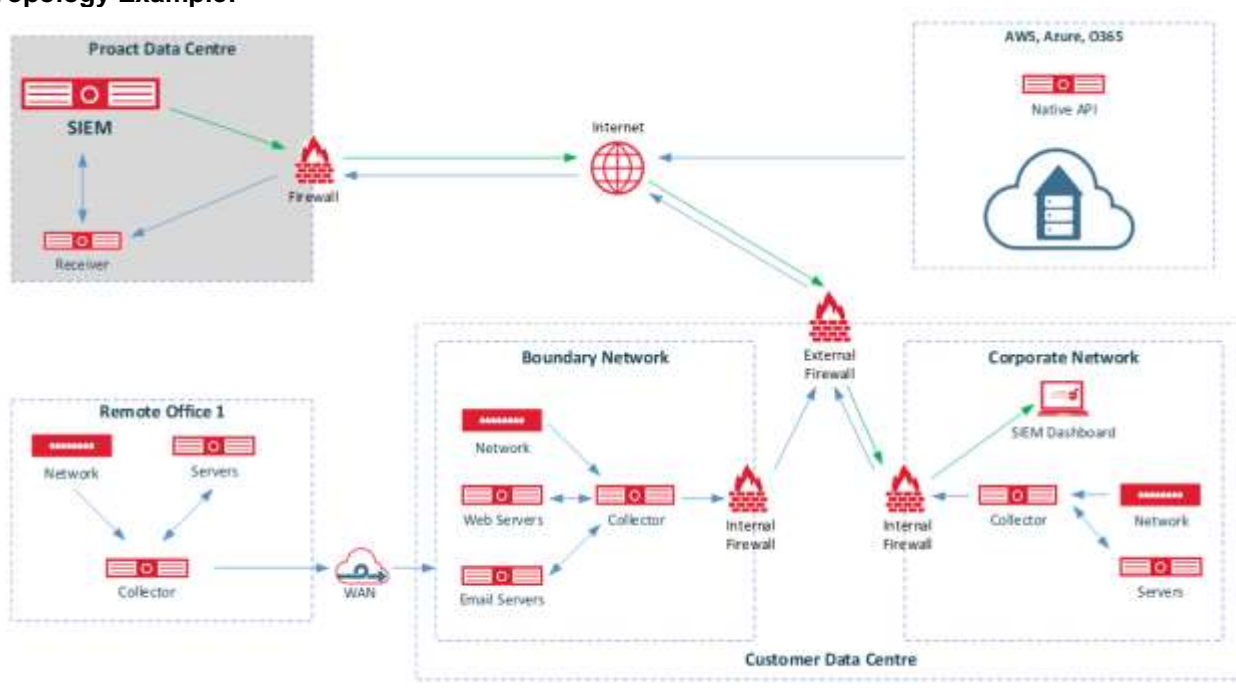 Topology Example:
Proact Data Centre
SIEM
Receiver
Firewall
Internet
AWS, Azure, O365
Native API
External
Firewall
Boundary Network
Network
Web Servers
Email Servers
Collector
Internal
Firewall
Corporate Network
SIEM Dashboard
Internal
Firewall
Collector
Network
Servers
Remote Office 1
Network
Servers
Collector
WAN
Customer Data Centre